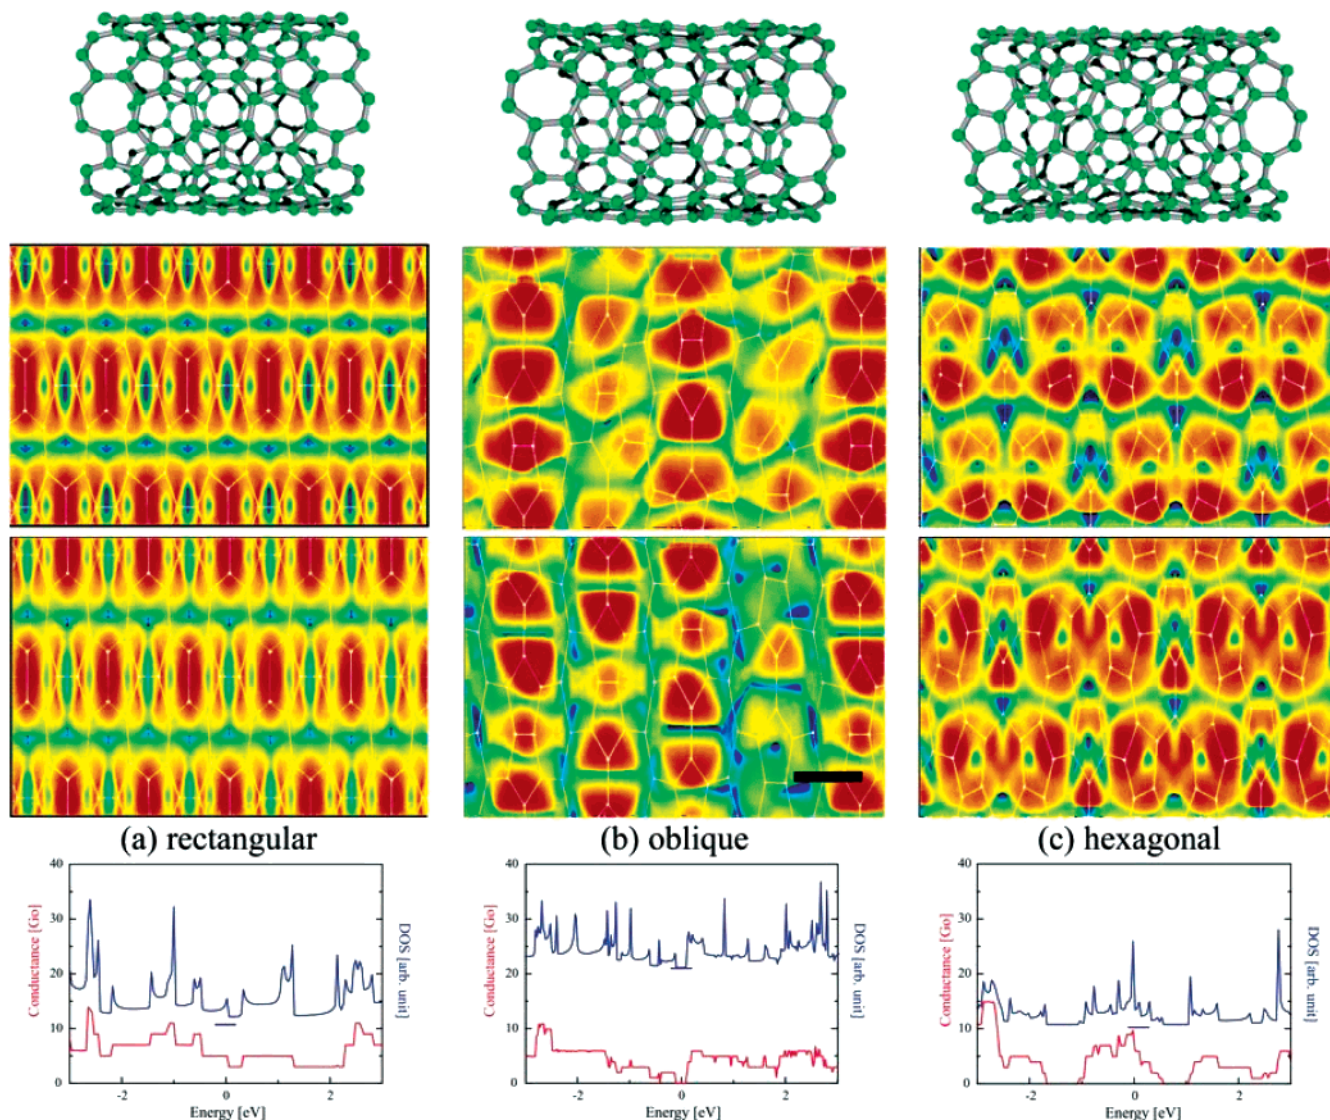 (a) rectangular
(b) oblique
(c) hexagonal
40
30
20
10
0
Conductance [Go]
DOS [arb. unit]
-2
0
2
Energy [eV]
40
30
20
10
0
Conductance [Go]
DOS [arb. unit]
-2
0
2
Energy [eV]
40
30
20
10
0
Conductance [Go]
DOS [arb. unit]
-2
0
2
Energy [eV]